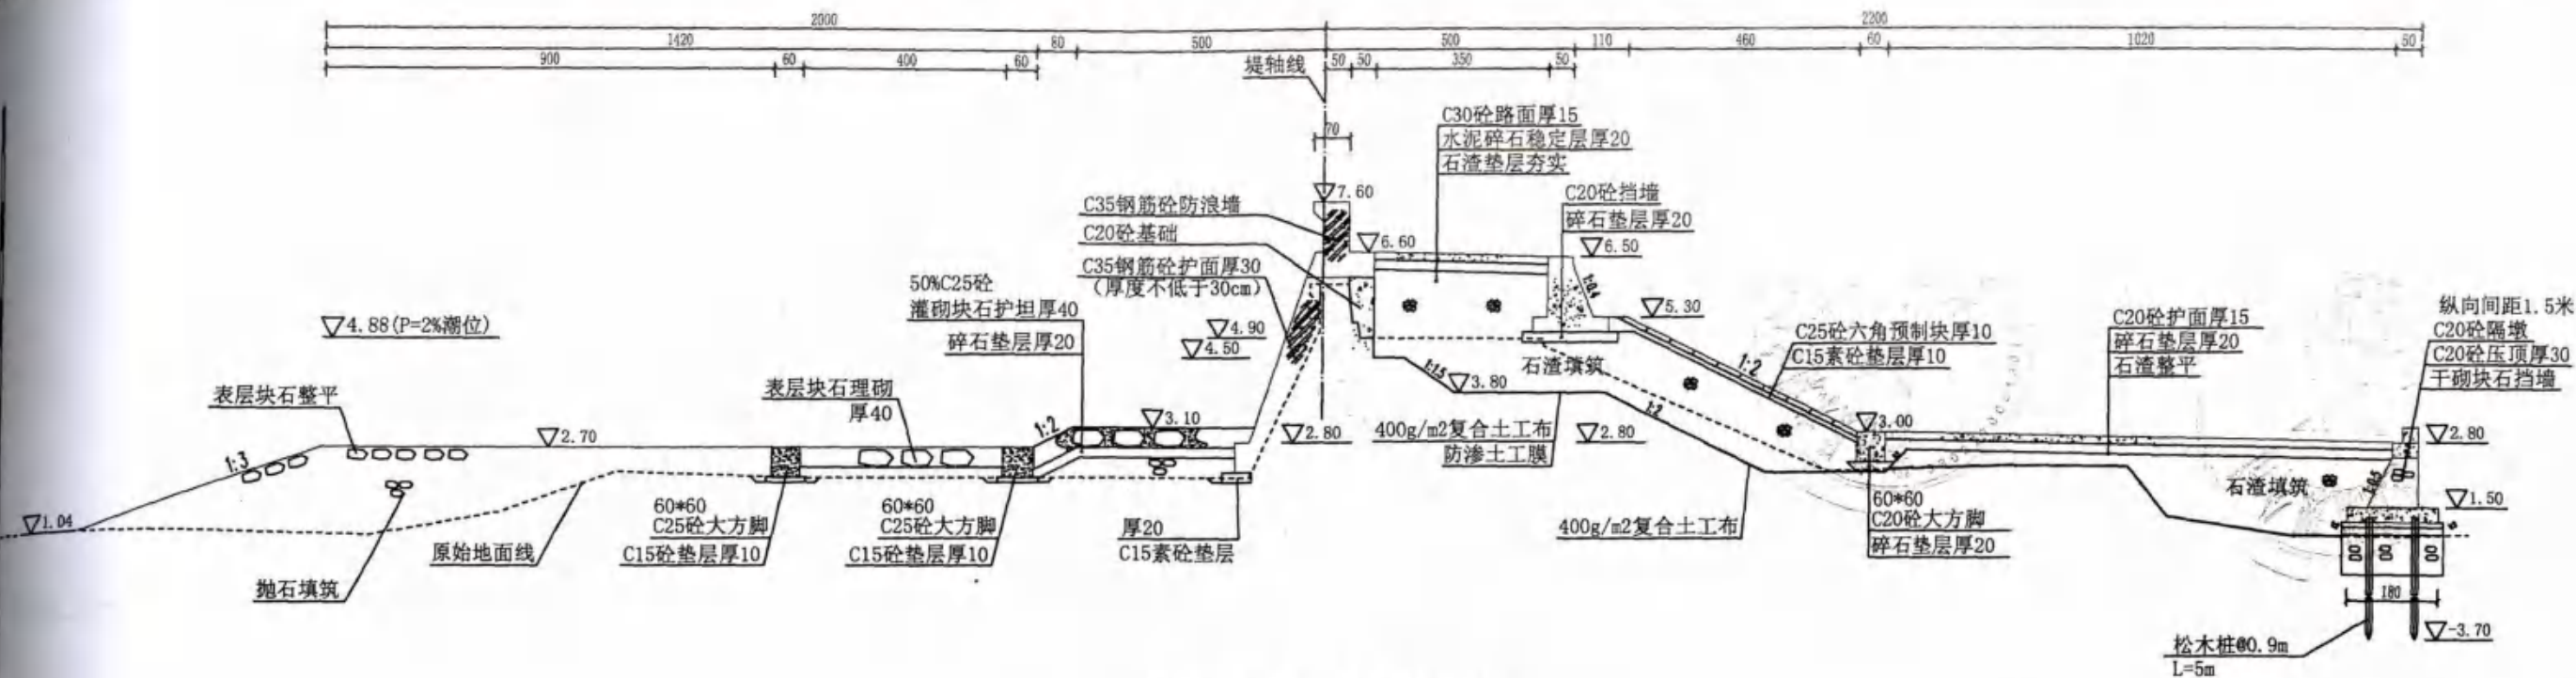 2000
2200
1420
80
500
500
110
460
60
1020
50
900
60
400
60
50
50
350
50
堤轴线
70
C30砼路面厚15
水泥碎石稳定层厚20
石渣垫层夯实
▽7.60
C20砼挡墙
碎石垫层厚20
C35钢筋砼防浪墙
C20砼基础
C35钢筋砼护面厚30
(厚度不低于30cm)
▽6.60
▽6.50
1:0.4
50%C25砼
灌砌块石护坦厚40
碎石垫层厚20
▽4.88(P=2%潮位)
▽4.90
▽4.50
▽5.30
C25砼六角预制块厚10
C15素砼垫层厚10
1:2
C20砼护面厚15
碎石垫层厚20
石渣整平
纵向间距1.5米
C20砼隔墩
C20砼压顶厚30
干砌块石挡墙
石渣填筑
1:1.5
▽3.80
1:2
表层块石整平
表层块石理砌
厚40
1:2
▽3.10
▽2.70
▽2.80
400g/m2复合土工布
防渗土工膜
▽2.80
▽3.00
▽2.80
1:3
▽1.04
石渣填筑
1:0.5
▽1.50
60*60
C25砼大方脚
C15砼垫层厚10
60*60
C25砼大方脚
C15砼垫层厚10
厚20
C15素砼垫层
400g/m2复合土工布
60*60
C20砼大方脚
碎石垫层厚20
原始地面线
抛石填筑
180
▽-3.70
松木桩@0.9m
L=5m